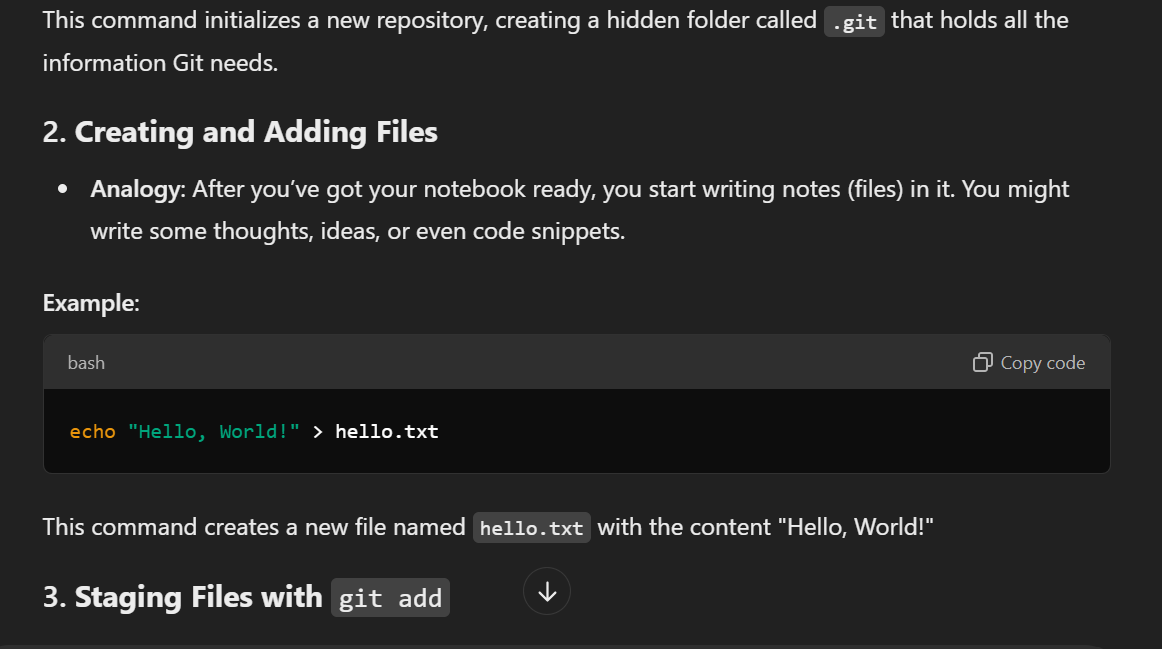 This command initializes a new repository, creating a hidden folder called .git that holds all the
information Git needs.
2. Creating and Adding Files
• Analogy: After you’ve got your notebook ready, you start writing notes (files) in it. You might
write some thoughts, ideas, or even code snippets.
Example:
bash Copy code
echo "Hello, World!" > hello.txt
This command creates a new file named hello.txt with the content "Hello, World!"
3. Staging Files with git add